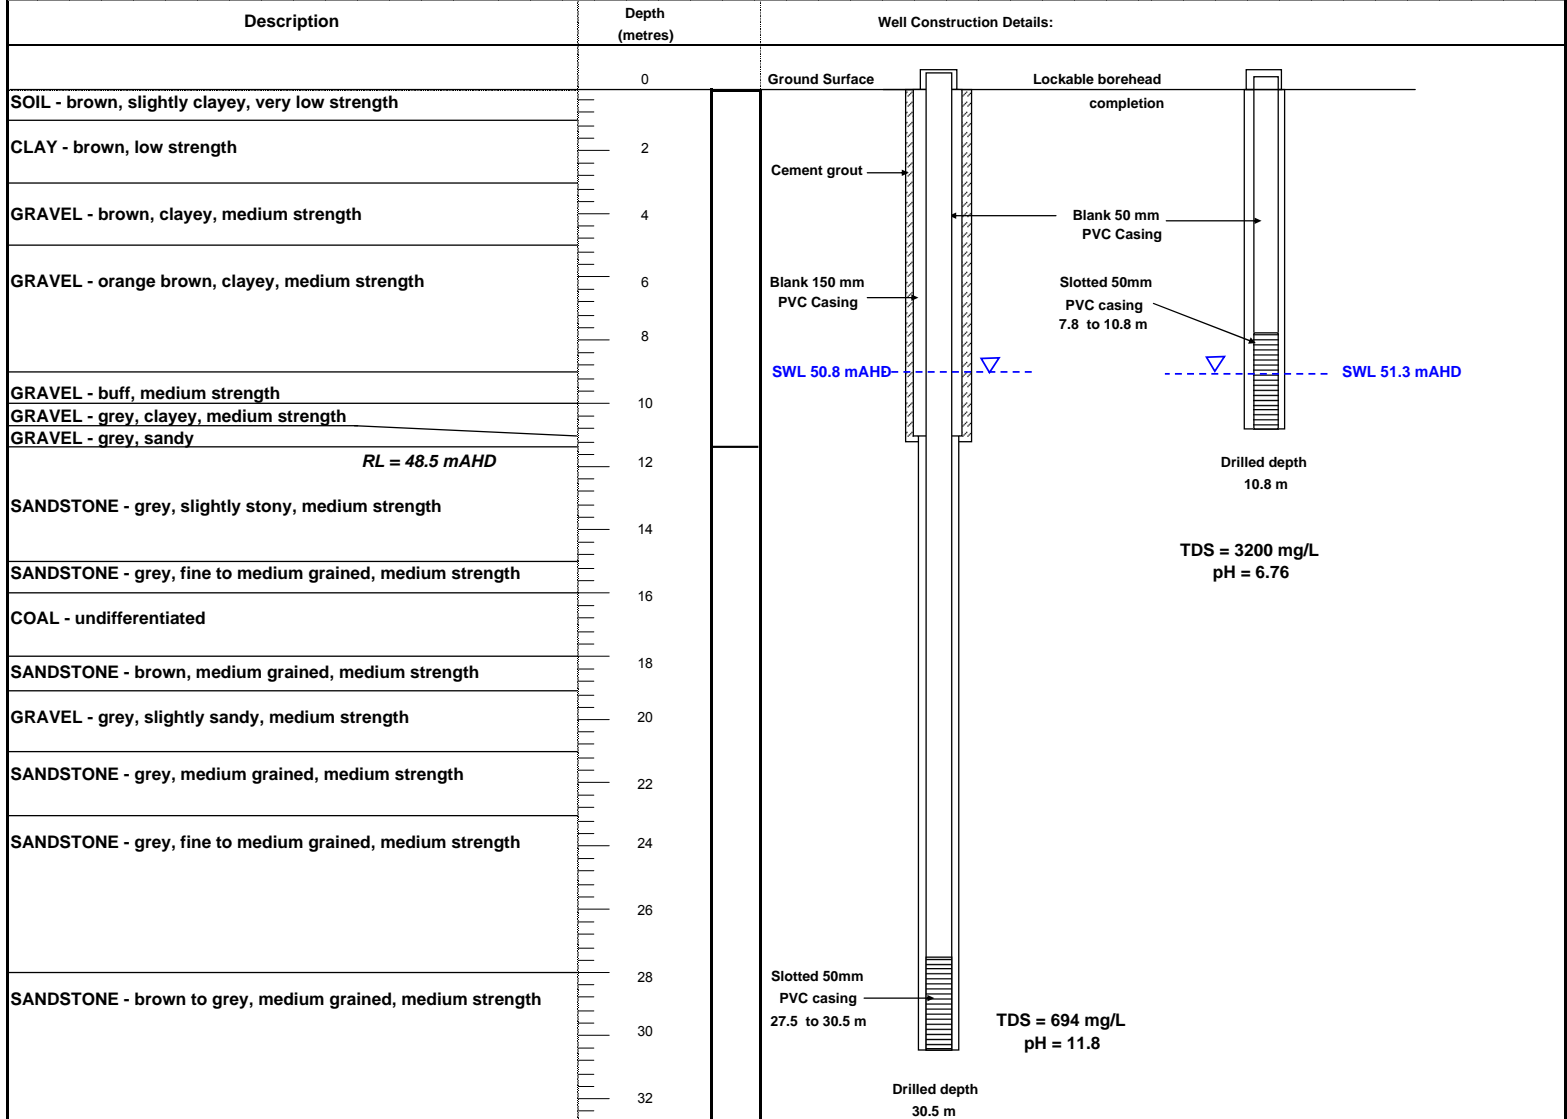 Description
Depth
(metres)
Well Construction Details:
0
Ground Surface
Lockable borehead
completion
SOIL - brown, slightly clayey, very low strength
CLAY - brown, low strength
2
Cement grout
GRAVEL - brown, clayey, medium strength
4
Blank 50 mm
PVC Casing
GRAVEL - orange brown, clayey, medium strength
6
Blank 150 mm
PVC Casing
Slotted 50mm
PVC casing
7.8 to 10.8 m
8
SWL 50.8 mAHD
SWL 51.3 mAHD
GRAVEL - buff, medium strength
10
GRAVEL - grey, clayey, medium strength
GRAVEL - grey, sandy
RL = 48.5 mAHD
12
Drilled depth
10.8 m
SANDSTONE - grey, slightly stony, medium strength
14
TDS = 3200 mg/L
pH = 6.76
SANDSTONE - grey, fine to medium grained, medium strength
16
COAL - undifferentiated
18
SANDSTONE - brown, medium grained, medium strength
GRAVEL - grey, slightly sandy, medium strength
20
SANDSTONE - grey, medium grained, medium strength
22
SANDSTONE - grey, fine to medium grained, medium strength
24
26
28
Slotted 50mm
PVC casing
27.5 to 30.5 m
SANDSTONE - brown to grey, medium grained, medium strength
30
TDS = 694 mg/L
pH = 11.8
32
Drilled depth
30.5 m